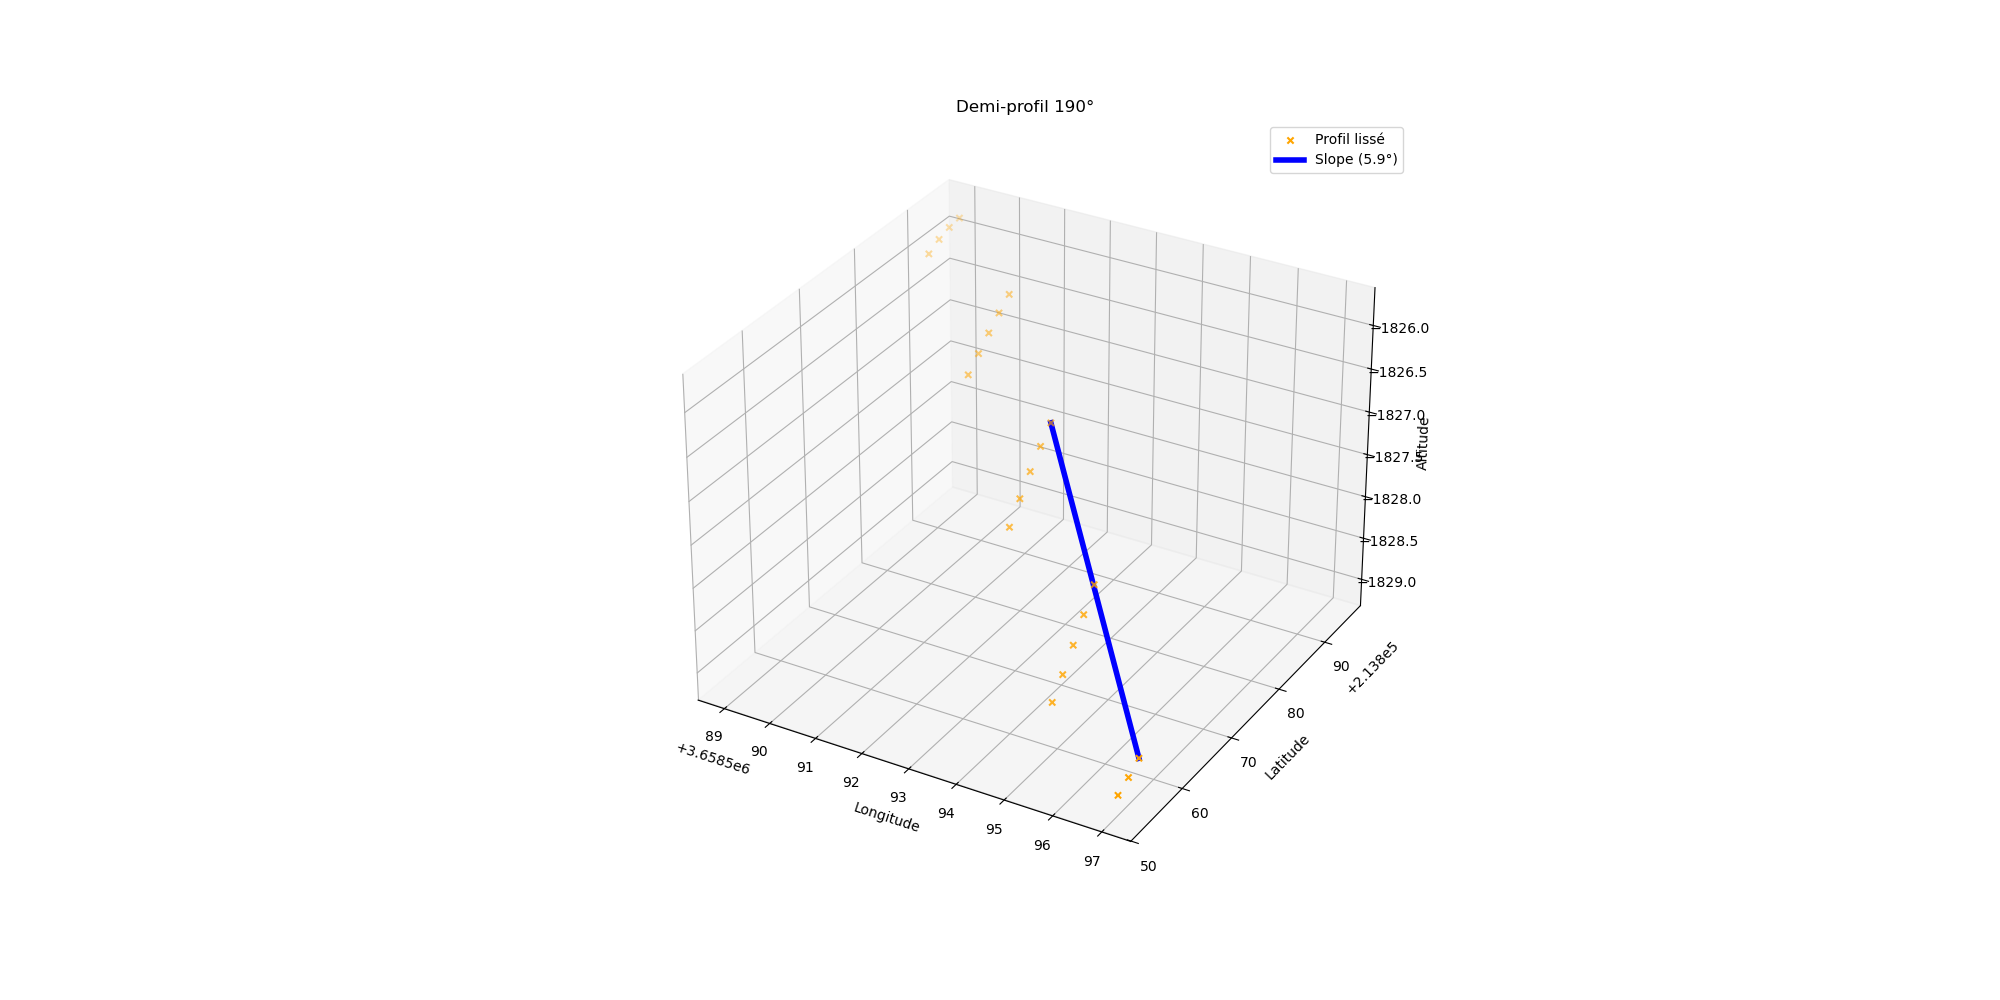 Demi-profil 190°
Profil lissé
Slope (5.9°)
−1826.0
−1826.5
−1827.0
−1827.5
−1828.0
−1828.5
−1829.0
Altitude
90
80
70
60
50
+2.138e5
Latitude
89
90
91
92
93
94
95
96
97
+3.6585e6
Longitude